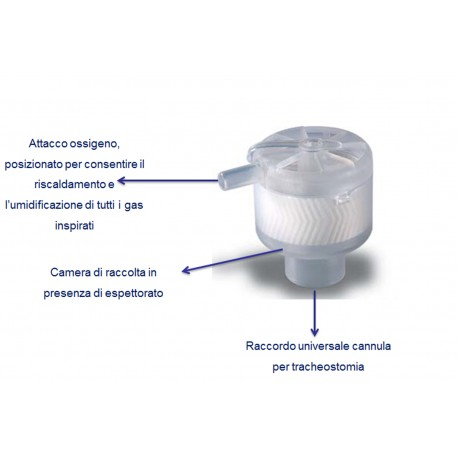 Attacco ossigeno,
posizionato per consentire il
riscaldamento e
l'umidificazione di tutti i gas
inspirati
Camera di raccolta in
presenza di espettorato
Raccordo universale cannula
per tracheostomia